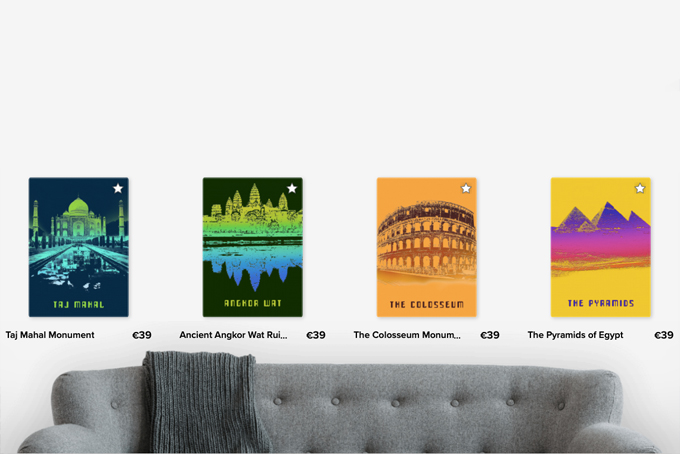 TAJ MAHAL
ANGKOR WAT
THE COLOSSEUM
THE PYRAMIDS
Taj Mahal Monument €39
Ancient Angkor Wat Rui... €39
The Colosseum Monum... €39
The Pyramids of Egypt €39